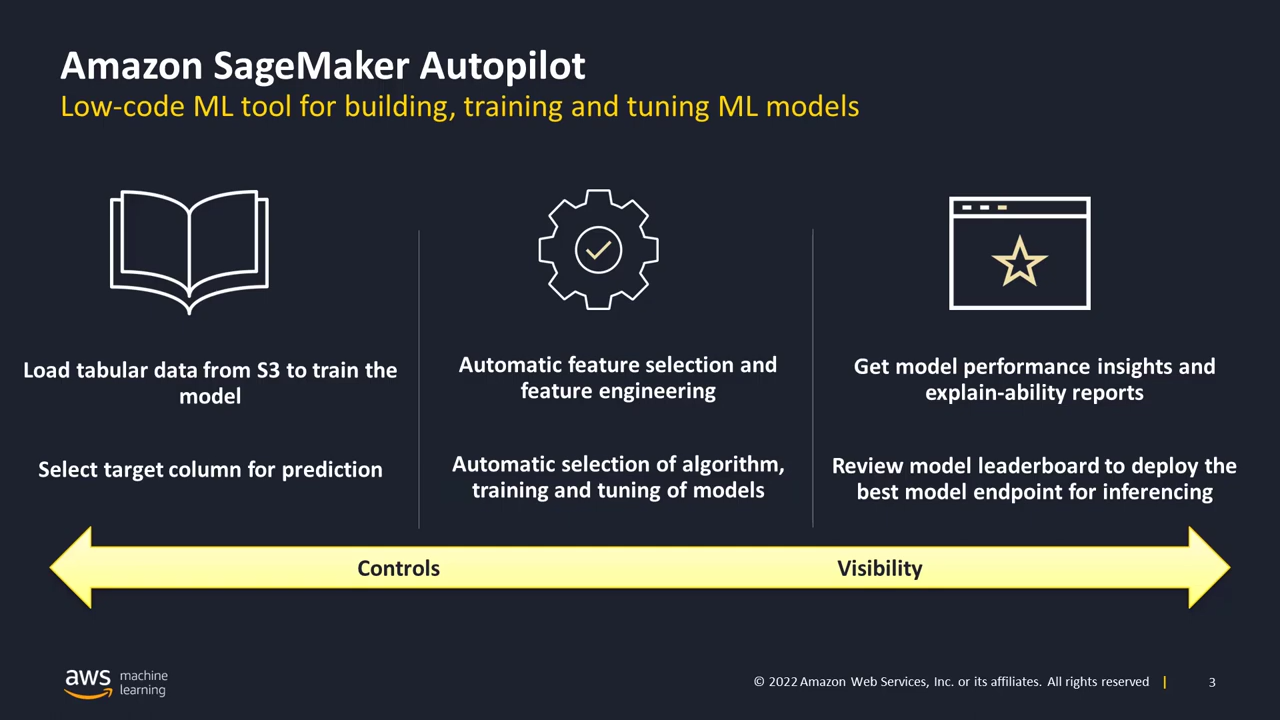 Amazon SageMaker Autopilot
Low-code ML tool for building, training and tuning ML models
Load tabular data from S3 to train the
model
Select target column for prediction
Automatic feature selection and
feature engineering
Automatic selection of algorithm,
training and tuning of models
Get model performance insights and
explain-ability reports
Review model leaderboard to deploy the
best model endpoint for inferencing
Controls
Visibility
aws machine
learning
© 2022 Amazon Web Services, Inc. or its affiliates. All rights reserved |
3